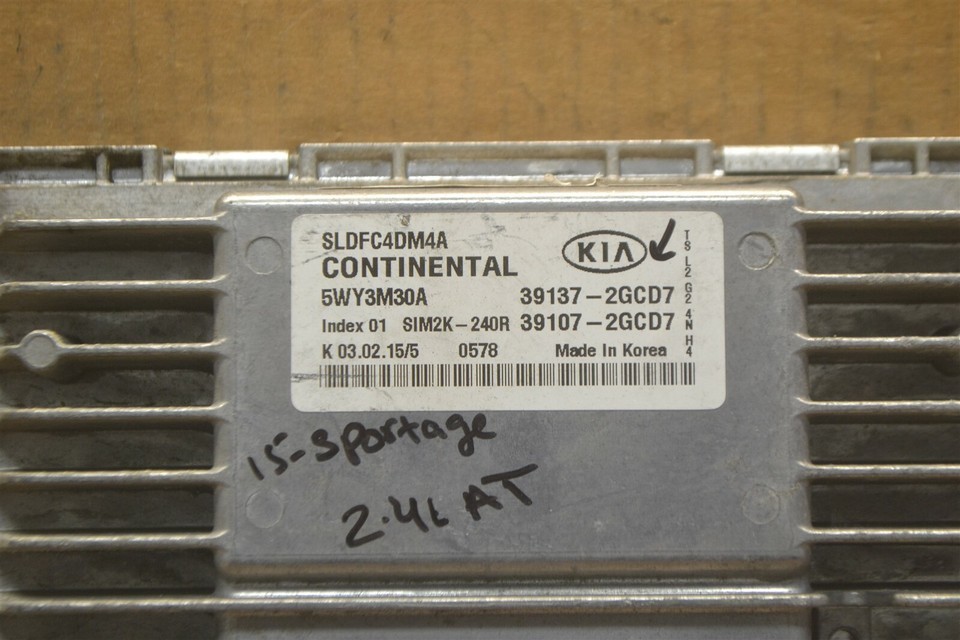 SLDFC4DM4A
CONTINENTAL
KIA
5WY3M30A 39137-2GCD7
Index 01 SIM2K-240R 39107-2GCD7
K 03.02.15/5 0578 Made In Korea
TS L2 G2 4N H4
15-Sportage
2.4L AT